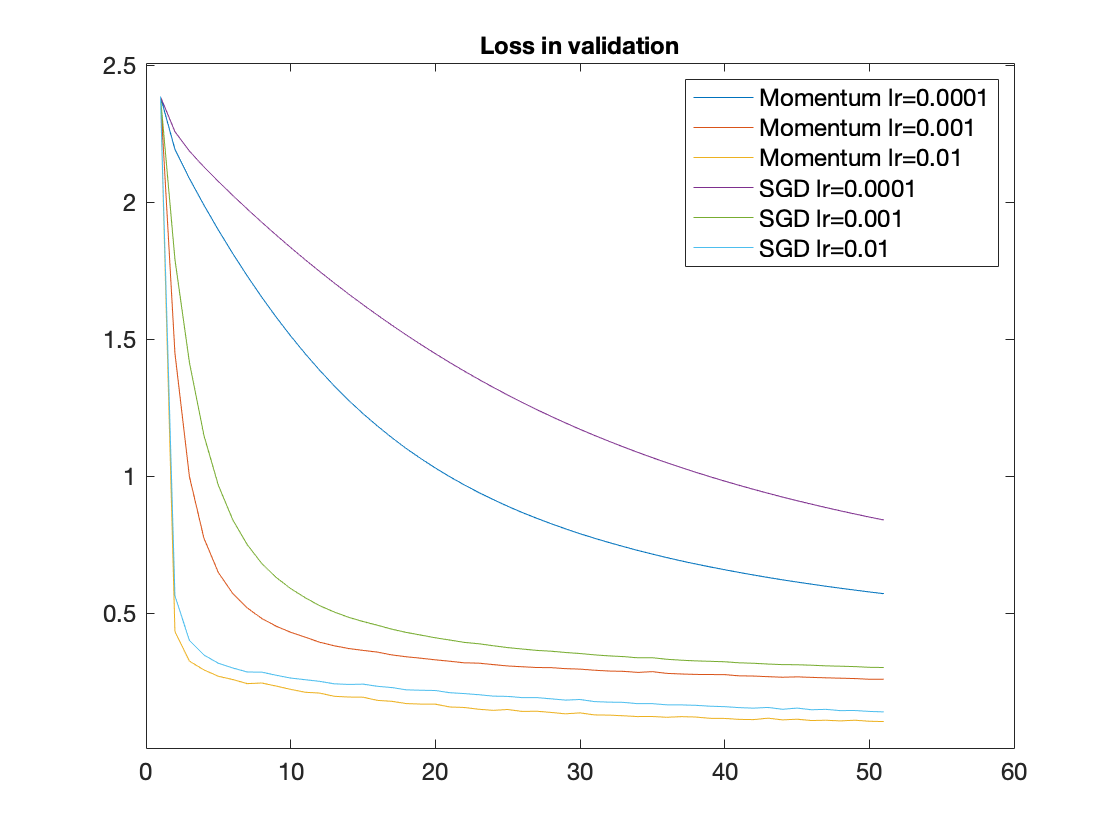 Loss in validation
2.5
2
1.5
1
0.5
0 10 20 30 40 50 60
Momentum lr=0.0001
Momentum lr=0.001
Momentum lr=0.01
SGD lr=0.0001
SGD lr=0.001
SGD lr=0.01